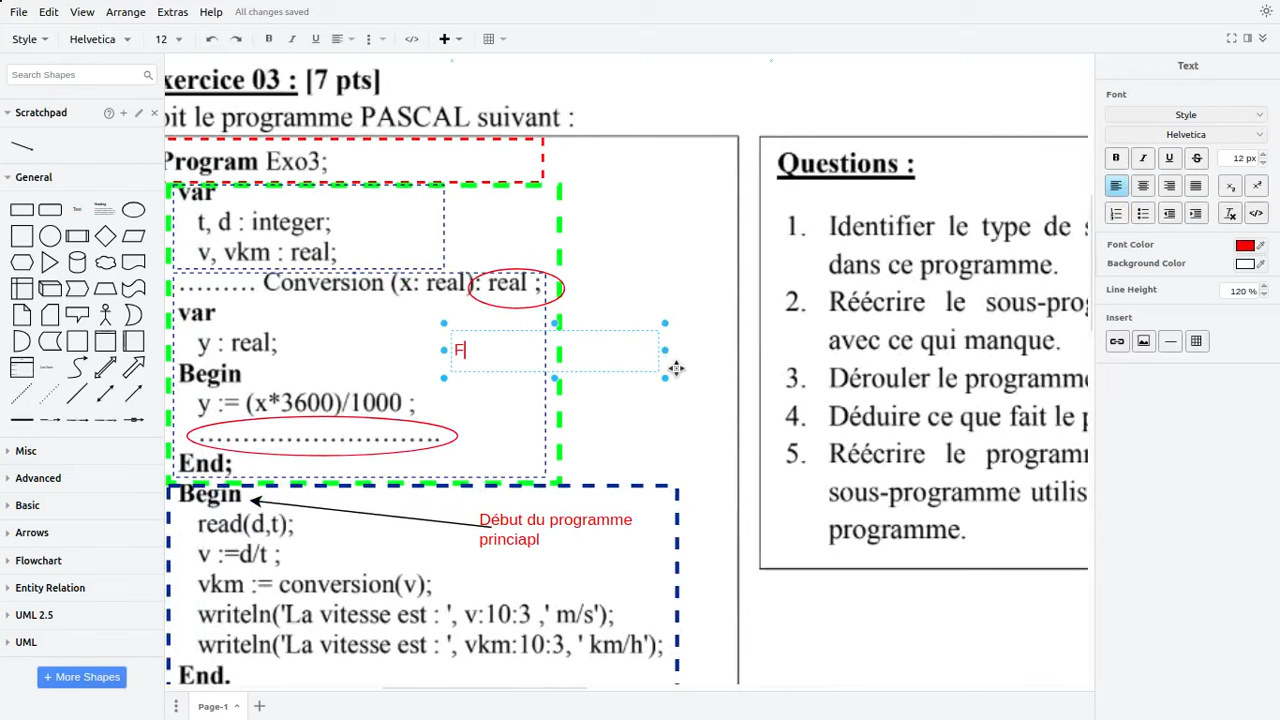 File Edit View Arrange Extras Help All changes saved
Style Helvetica 12
Search Shapes
Scratchpad
General
Text
Heading
Misc
Advanced
Basic
Arrows
Flowchart
Entity Relation
UML 2.5
UML
+ More Shapes
xercice 03 : [7 pts]
oit le programme PASCAL suivant :
Program Exo3;
var
t, d : integer;
v, vkm : real;
……… Conversion (x: real): real ;
var
y : real;
Begin
y := (x*3600)/1000 ;
………………………
End;
Begin
read(d,t);
v :=d/t ;
vkm := conversion(v);
writeln('La vitesse est : ', v:10:3 ,' m/s');
writeln('La vitesse est : ', vkm:10:3, ' km/h');
End.
F
Début du programme
princiapl
Questions :
1. Identifier le type de s
dans ce programme.
2. Réécrire le sous-prog
avec ce qui manque.
3. Dérouler le programme
4. Déduire ce que fait le p
5. Réécrire le programm
sous-programme utilis
programme.
Page-1
Text
Font
Style
Helvetica
B I U S 12 px
Font Color
Background Color
Line Height 120 %
Insert